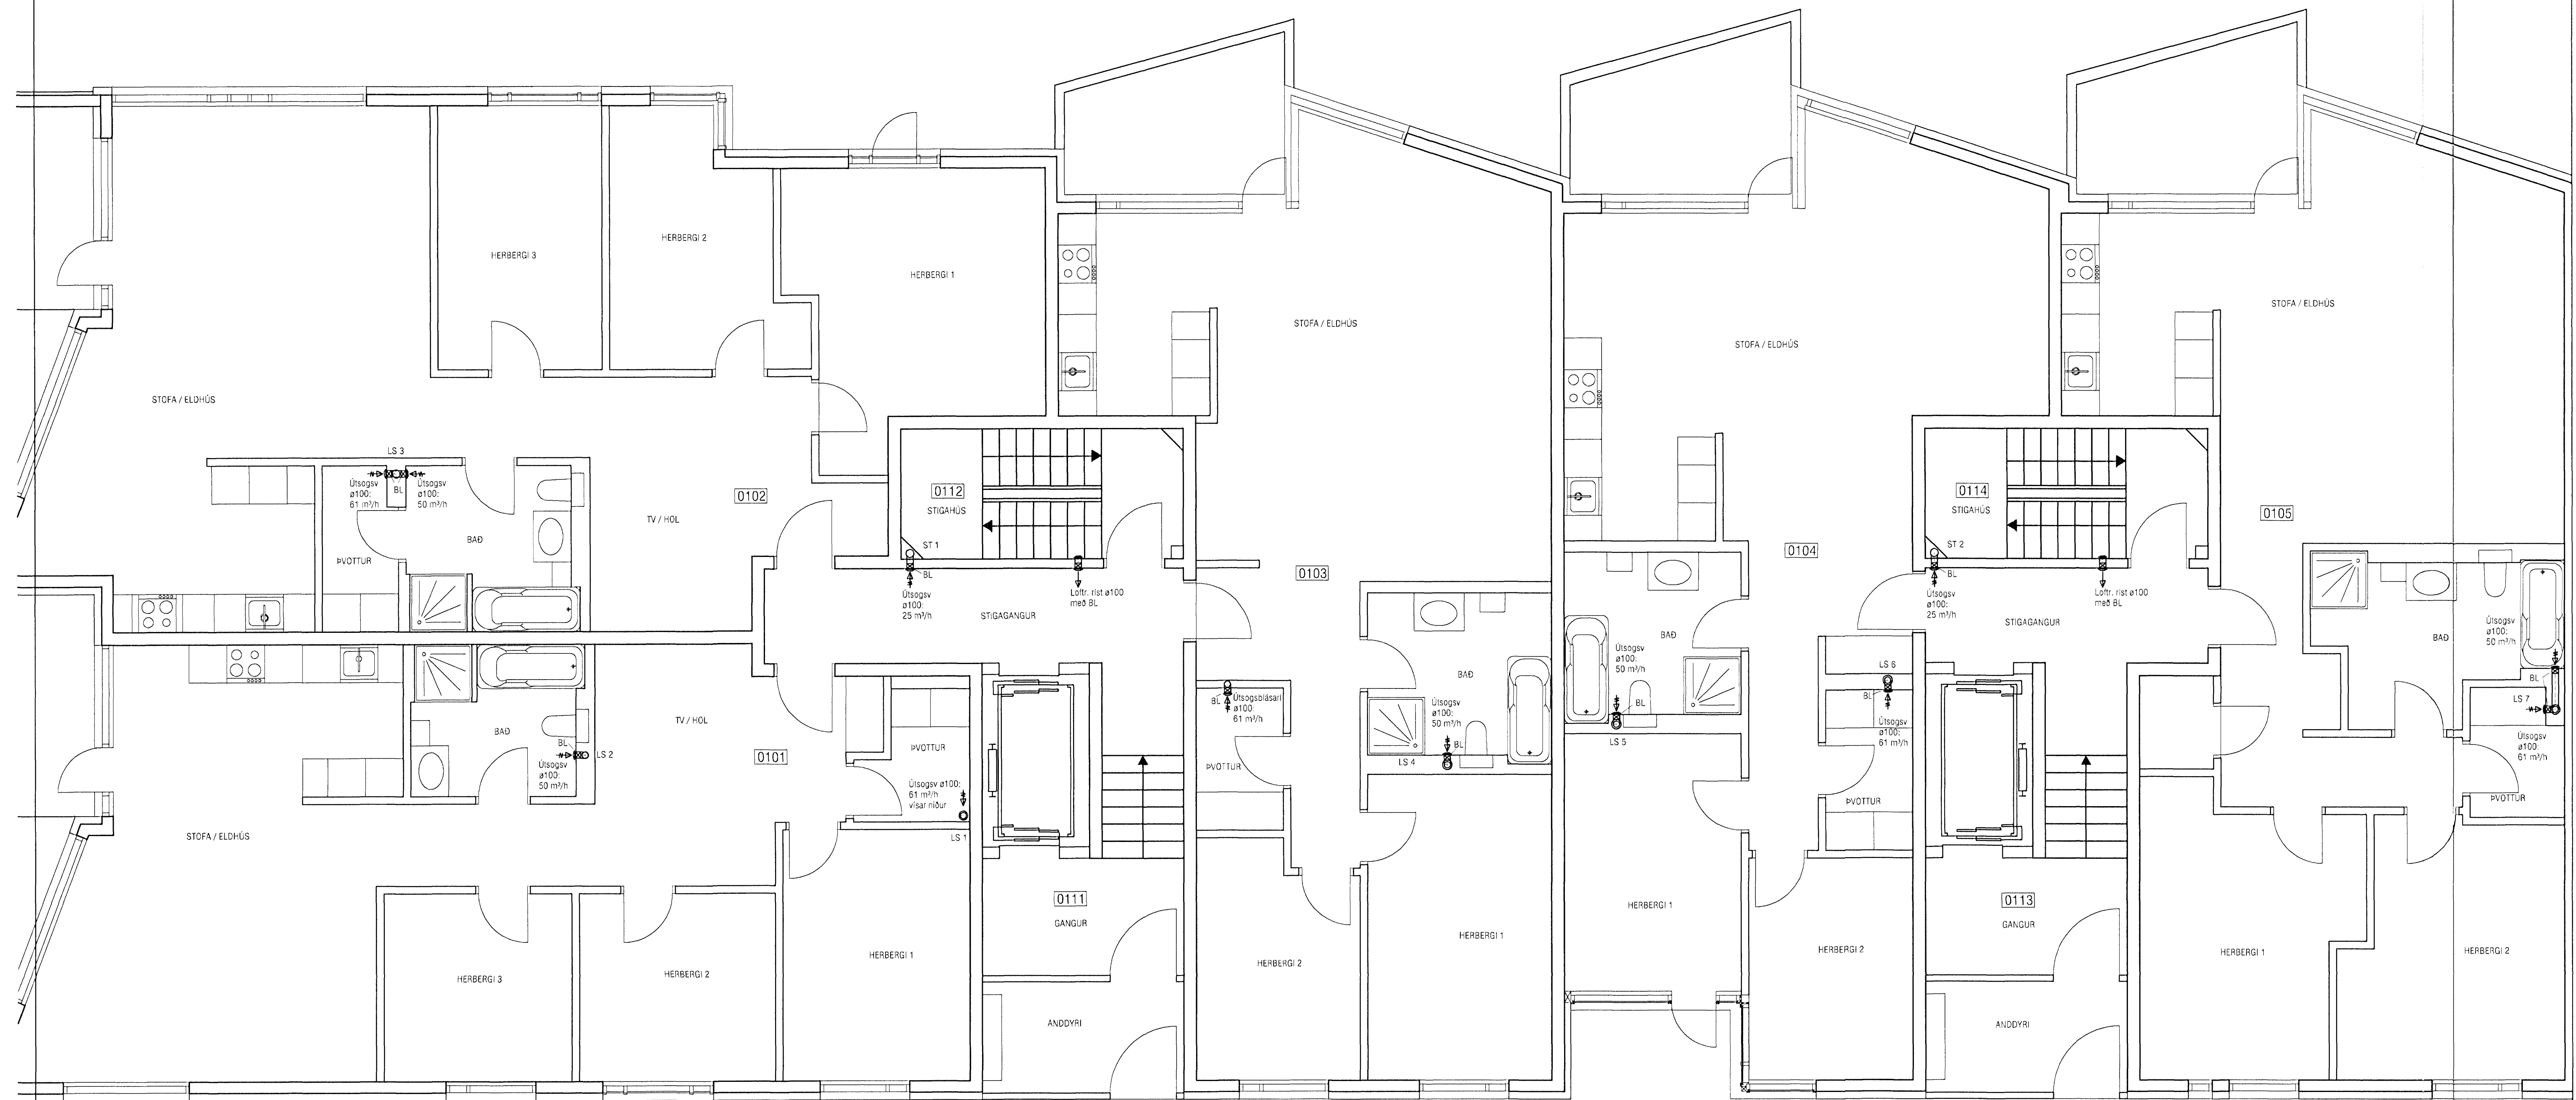 HERBERGI 3
HERBERGI 2
HERBERGI 1
STOFA / ELDHÚS
LS 3
Útsogsv
ø100:
61 m³/h
BL
Útsogsv
ø100:
50 m³/h
BAÐ
ÞVOTTUR
TV / HOL
0102
0112
STIGAHÚS
ST 1
BL
Útsogsv
ø100:
25 m³/h
Loftr. rist ø100
með BL
STIGAGANGUR
BAÐ
BL
LS 2
Útsogsv
ø100:
50 m³/h
TV / HOL
0101
ÞVOTTUR
Útsogsv ø100:
61 m³/h
vísar niður
LS 1
STOFA / ELDHÚS
HERBERGI 3
HERBERGI 2
HERBERGI 1
0111
GANGUR
ANDDYRI
STOFA / ELDHÚS
0103
BL
Útsogsblásari
ø100:
61 m³/h
ÞVOTTUR
BAÐ
Útsogsv
ø100:
50 m³/h
BL
LS 4
HERBERGI 2
HERBERGI 1
STOFA / ELDHÚS
0104
BAÐ
Útsogsv
ø100:
50 m³/h
BL
LS 5
LS 6
BL
Útsogsv
ø100:
61 m³/h
ÞVOTTUR
HERBERGI 1
HERBERGI 2
0114
STIGAHÚS
ST 2
BL
Útsogsv
ø100:
25 m³/h
Loftr. rist ø100
með BL
STIGAGANGUR
0113
GANGUR
ANDDYRI
STOFA / ELDHÚS
0105
BAÐ
Útsogsv
ø100:
50 m³/h
BL
LS 7
Útsogsv
ø100:
61 m³/h
ÞVOTTUR
HERBERGI 1
HERBERGI 2